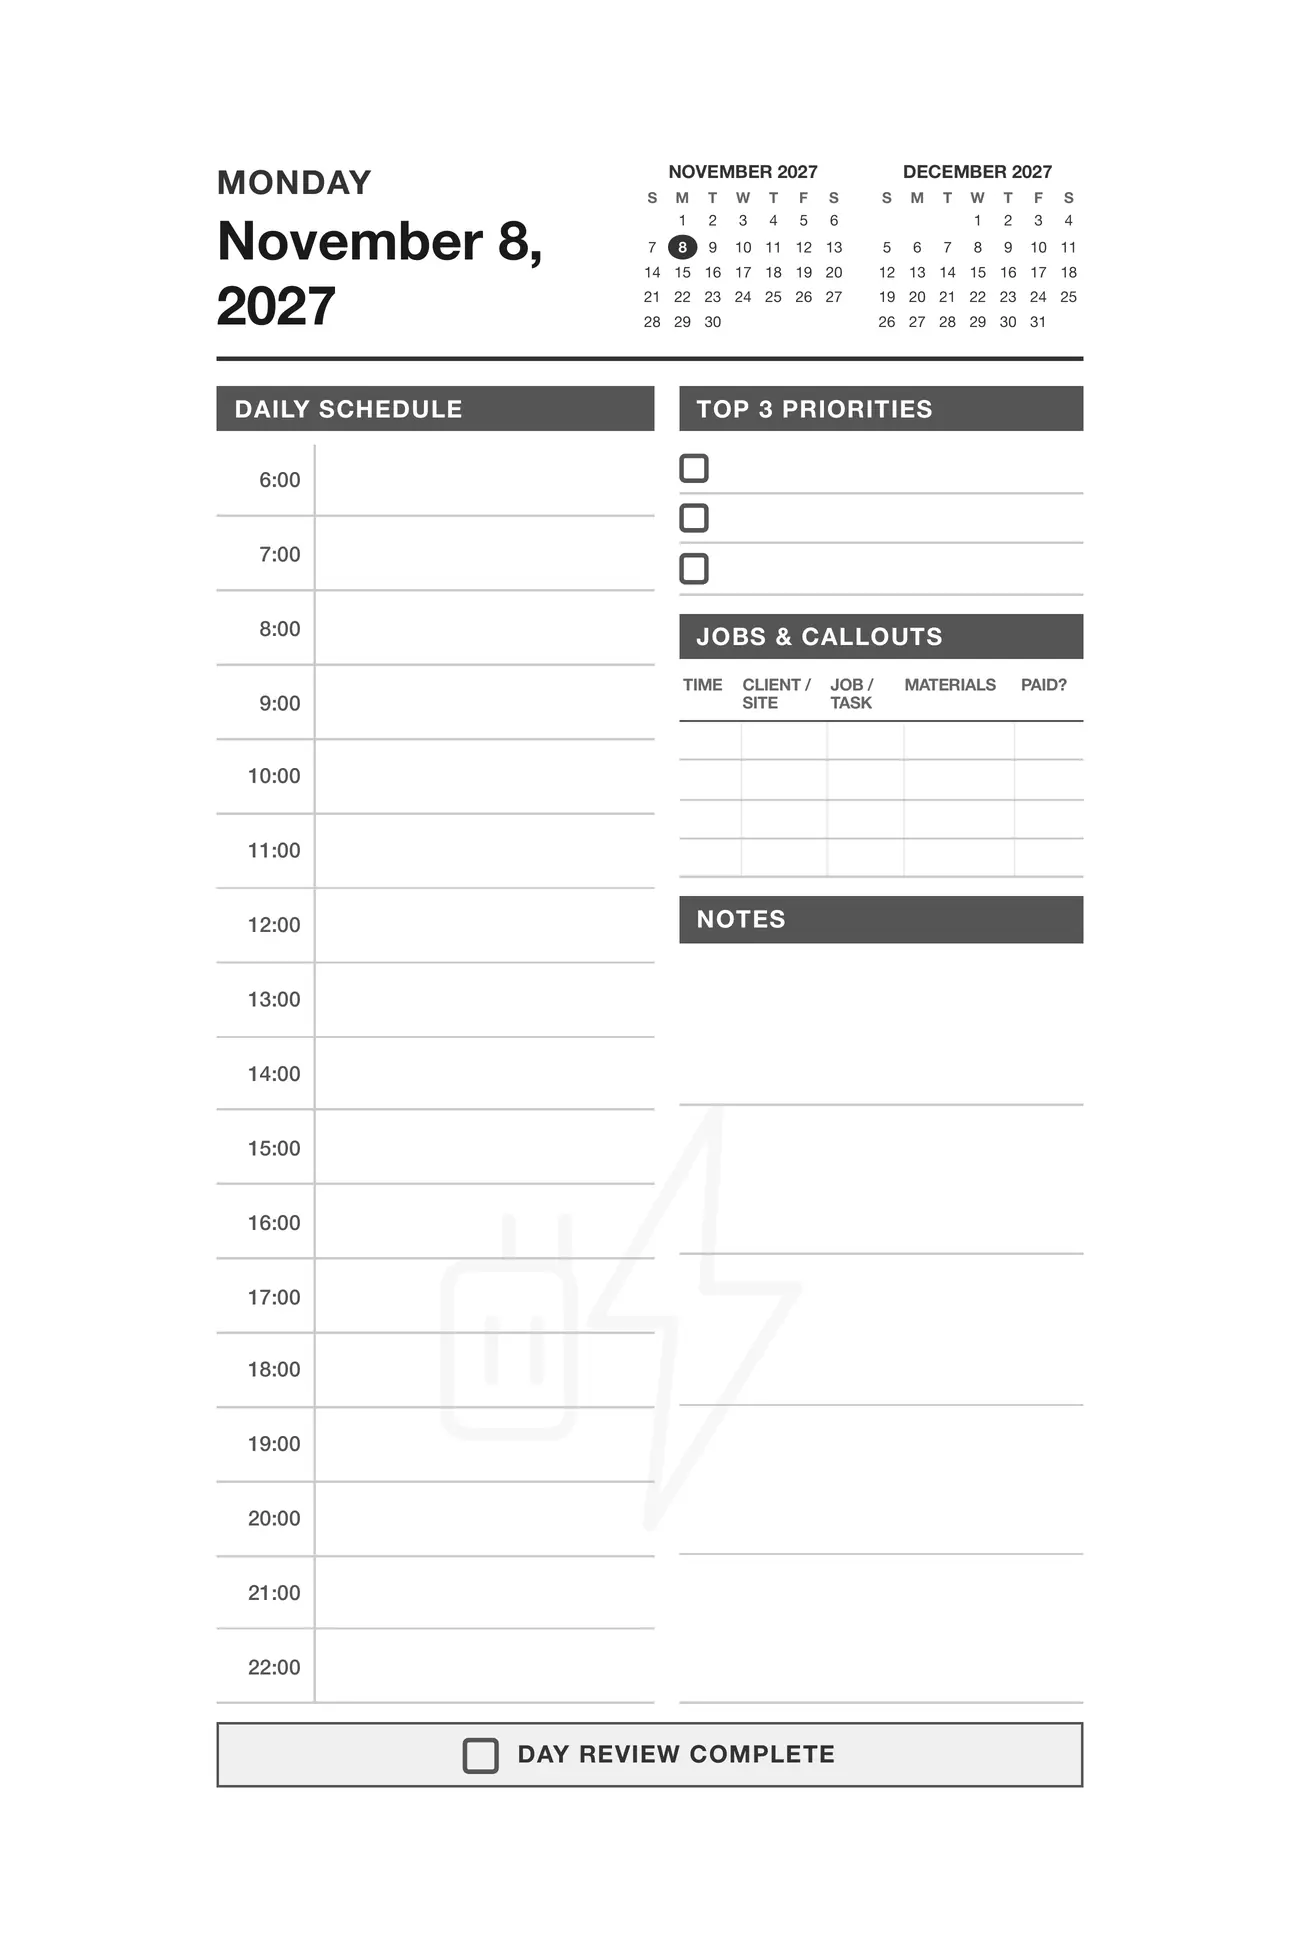 MONDAY
November 8,
2027
NOVEMBER 2027
S M T W T F S
1 2 3 4 5 6
7 8 9 10 11 12 13
14 15 16 17 18 19 20
21 22 23 24 25 26 27
28 29 30
DECEMBER 2027
S M T W T F S
1 2 3 4
5 6 7 8 9 10 11
12 13 14 15 16 17 18
19 20 21 22 23 24 25
26 27 28 29 30 31
DAILY SCHEDULE
6:00
7:00
8:00
9:00
10:00
11:00
12:00
13:00
14:00
15:00
16:00
17:00
18:00
19:00
20:00
21:00
22:00
TOP 3 PRIORITIES
JOBS & CALLOUTS
TIME CLIENT / JOB / MATERIALS PAID?
SITE TASK
NOTES
DAY REVIEW COMPLETE